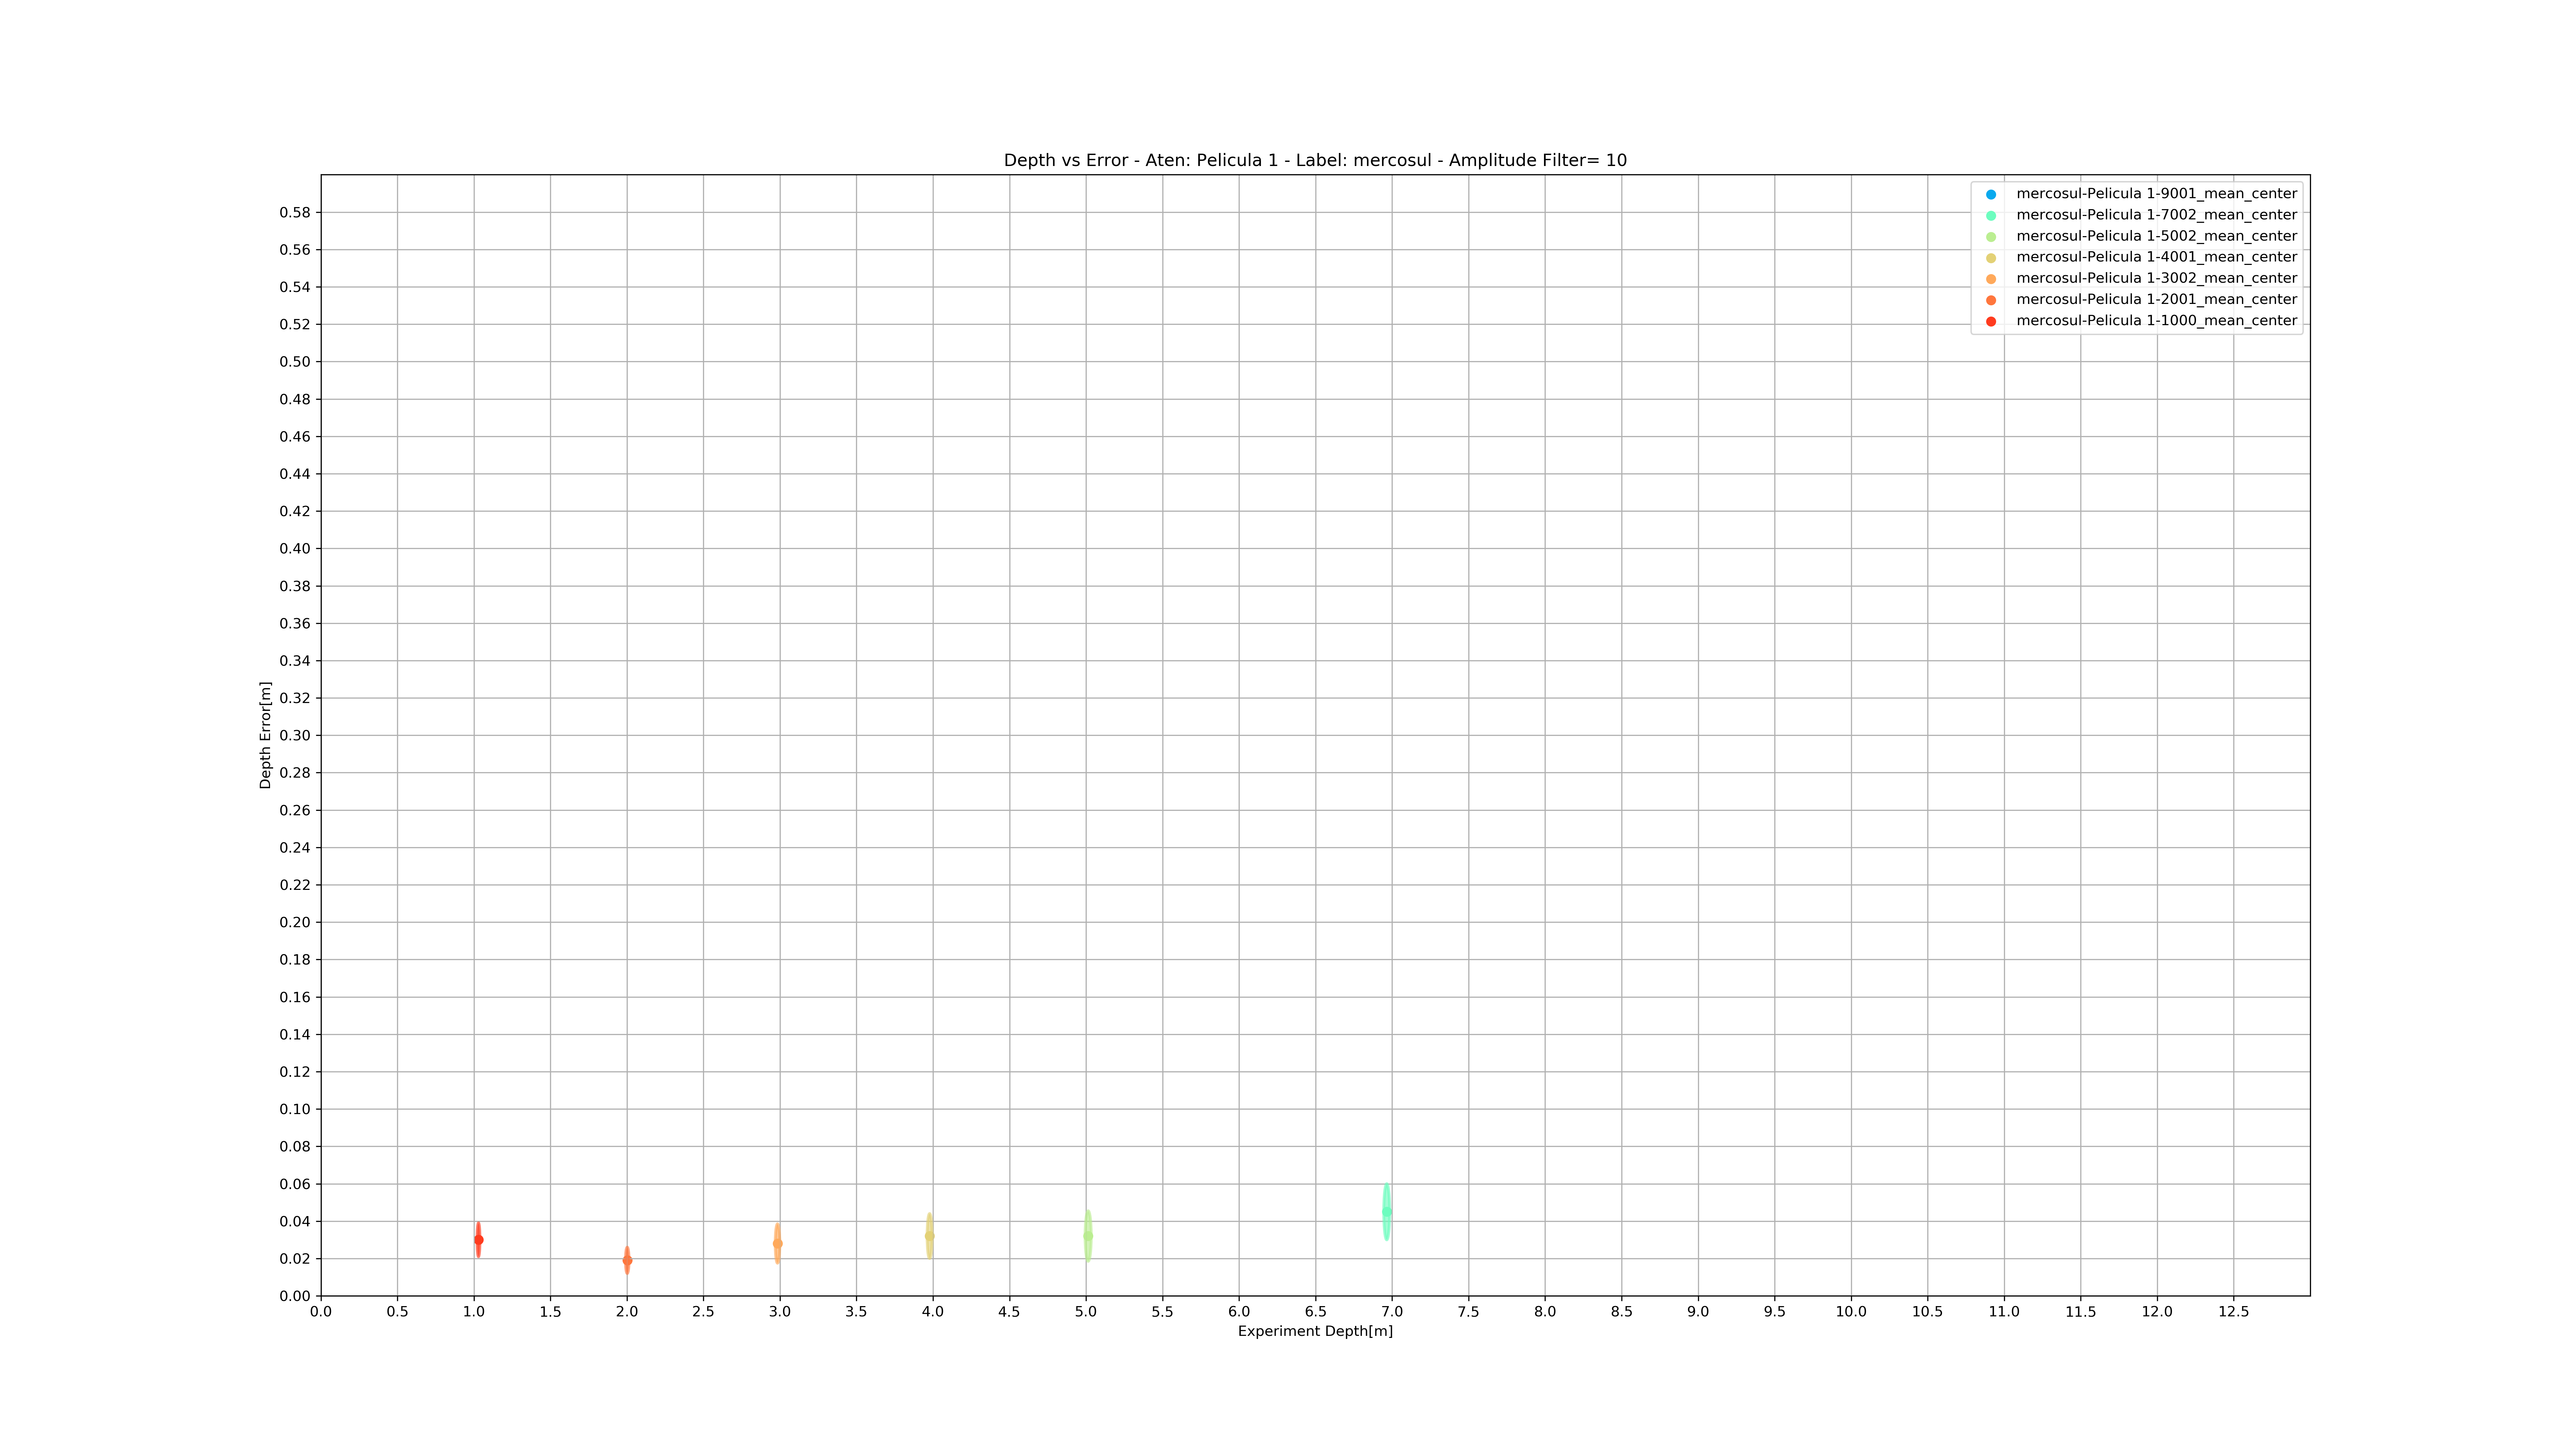 Depth vs Error - Aten: Pelicula 1 - Label: mercosul - Amplitude Filter= 10
mercosul-Pelicula 1-9001_mean_center
mercosul-Pelicula 1-7002_mean_center
mercosul-Pelicula 1-5002_mean_center
mercosul-Pelicula 1-4001_mean_center
mercosul-Pelicula 1-3002_mean_center
mercosul-Pelicula 1-2001_mean_center
mercosul-Pelicula 1-1000_mean_center
0.58
0.56
0.54
0.52
0.50
0.48
0.46
0.44
0.42
0.40
0.38
0.36
0.34
0.32
0.30
0.28
0.26
0.24
0.22
0.20
0.18
0.16
0.14
0.12
0.10
0.08
0.06
0.04
0.02
0.00
Depth Error[m]
0.0 0.5 1.0 1.5 2.0 2.5 3.0 3.5 4.0 4.5 5.0 5.5 6.0 6.5 7.0 7.5 8.0 8.5 9.0 9.5 10.0 10.5 11.0 11.5 12.0 12.5
Experiment Depth[m]